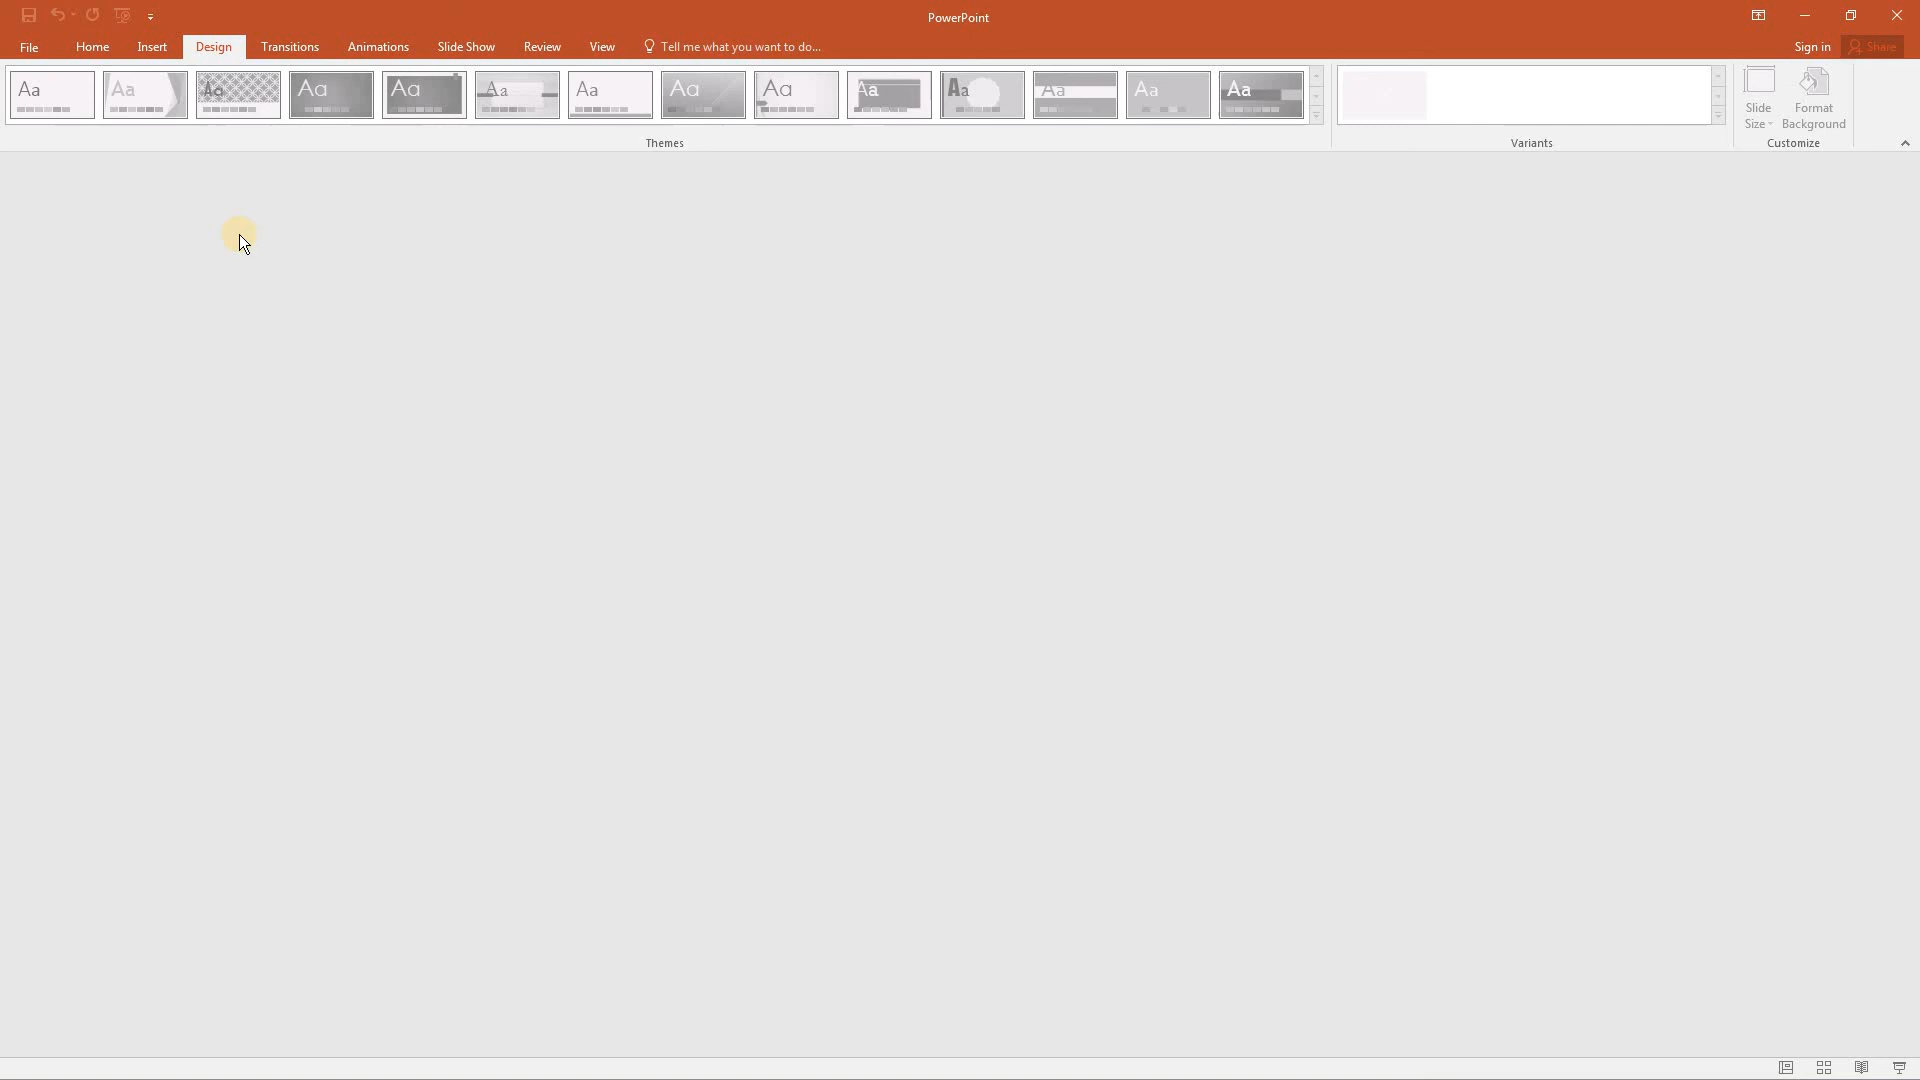 PowerPoint
File Home Insert Design Transitions Animations Slide Show Review View Tell me what you want to do... Sign in Share
Aa Aa Aa Aa Aa Aa Aa Aa Aa Aa Aa Aa Aa Aa
Slide Size
Format Background
Themes Variants Customize